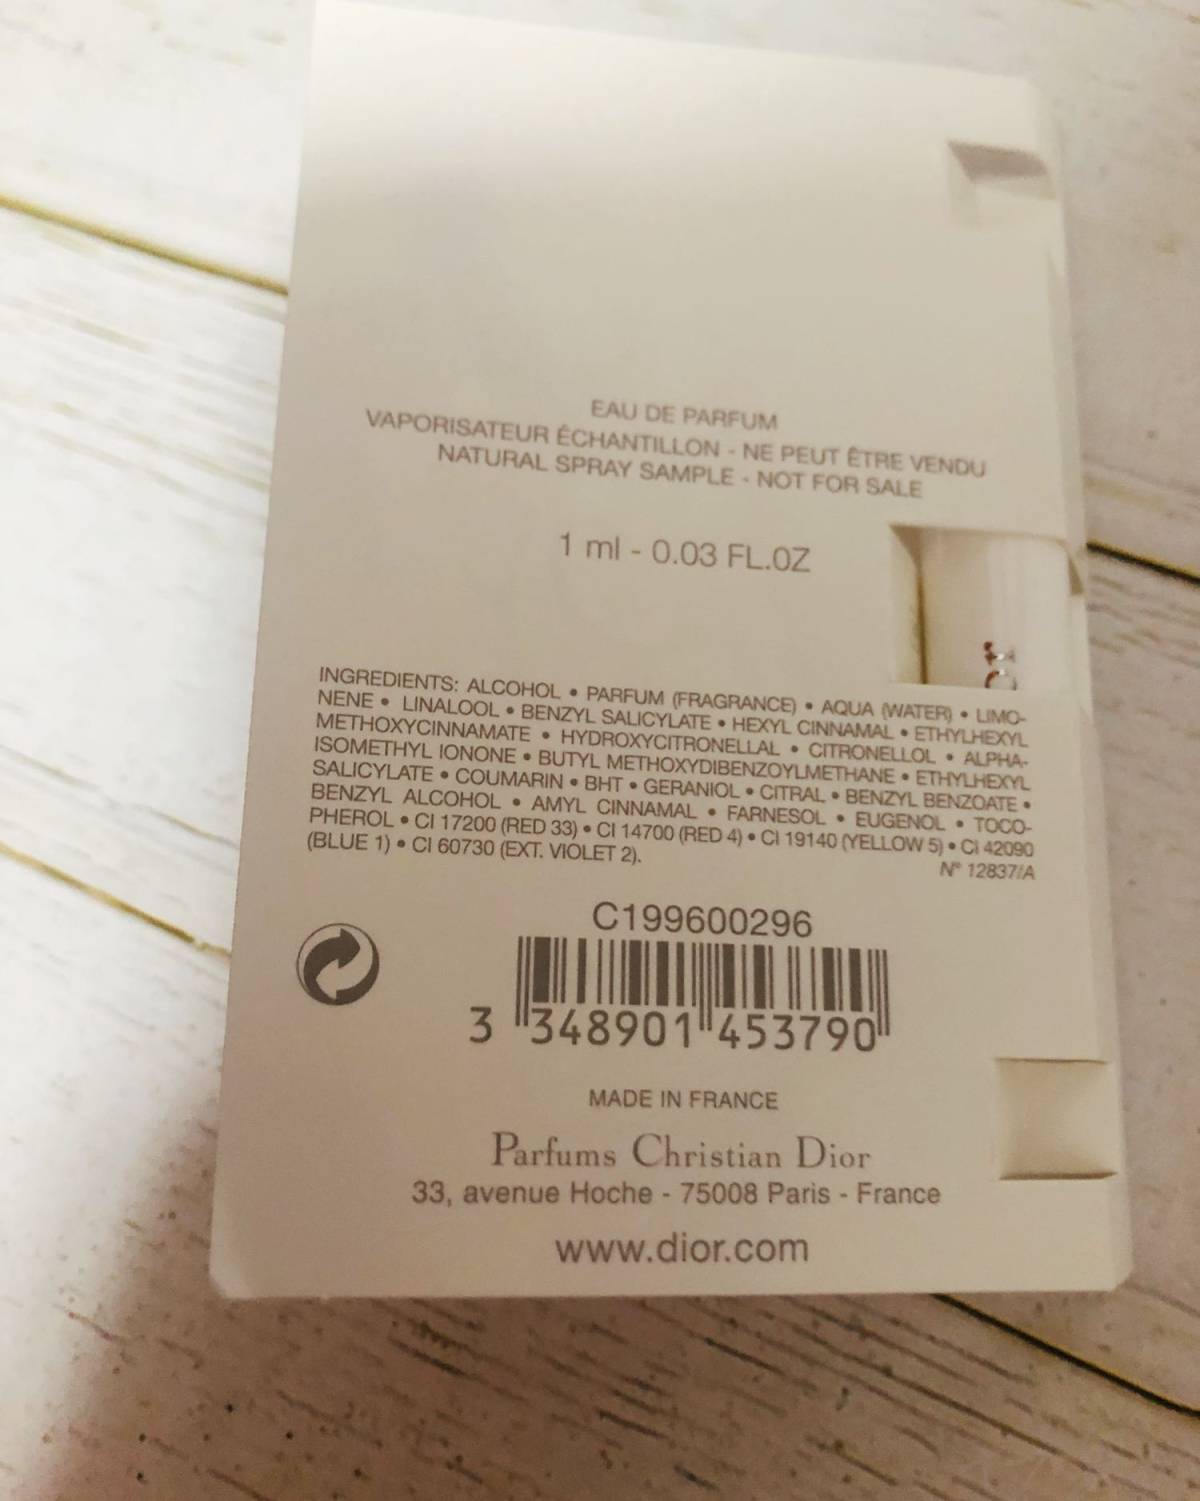 EAU DE PARFUM
VAPORISATEUR ÉCHANTILLON - NE PEUT ÊTRE VENDU
NATURAL SPRAY SAMPLE - NOT FOR SALE
1 ml - 0.03 FL.OZ
INGREDIENTS: ALCOHOL • PARFUM (FRAGRANCE) • AQUA (WATER) • LIMO-
NENE • LINALOOL • BENZYL SALICYLATE • HEXYL CINNAMAL • ETHYLHEXYL
METHOXYCINNAMATE • HYDROXYCITRONELLAL • CITRONELLOL • ALPHA-
ISOMETHYL IONONE • BUTYL METHOXYDIBENZOYLMETHANE • ETHYLHEXYL
SALICYLATE • COUMARIN • BHT • GERANIOL • CITRAL • BENZYL BENZOATE •
BENZYL ALCOHOL • AMYL CINNAMAL • FARNESOL • EUGENOL • TOCO-
PHEROL • CI 17200 (RED 33) • CI 14700 (RED 4) • CI 19140 (YELLOW 5) • CI 42090
(BLUE 1) • CI 60730 (EXT. VIOLET 2).
N° 12837/A
C199600296
3 348901 453790
MADE IN FRANCE
Parfums Christian Dior
33, avenue Hoche - 75008 Paris - France
www.dior.com